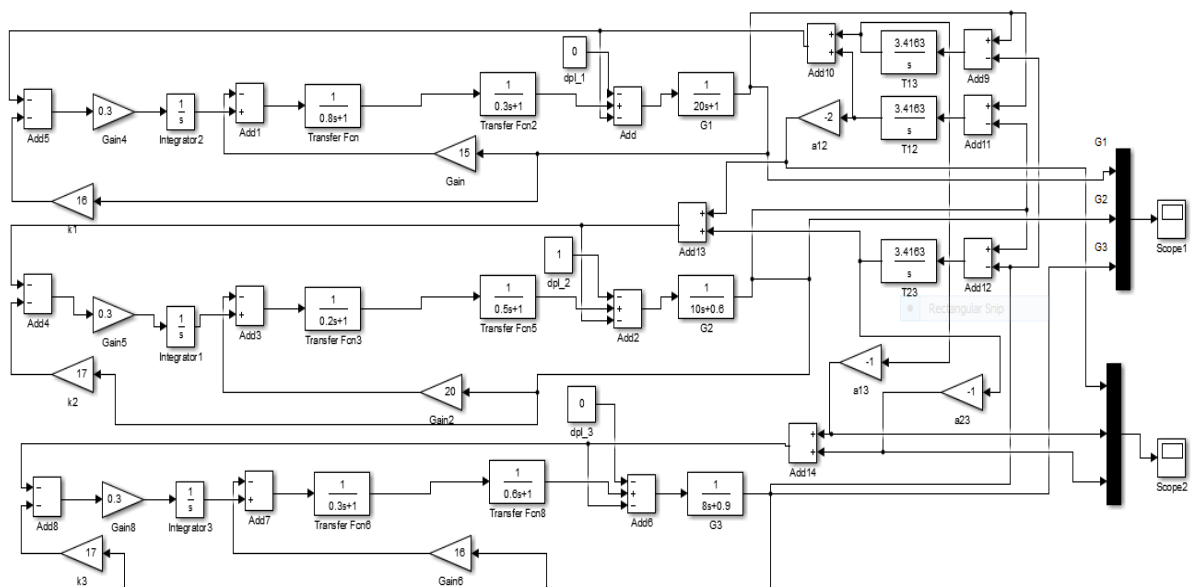 0
dpl_1
Add10
3.4163
s
T13
Add9
Add5
0.3
Gain4
1
s
Integrator2
Add1
1
0.8s+1
Transfer Fcn
1
0.3s+1
Transfer Fcn2
Add
1
20s+1
G1
-2
a12
3.4163
s
T12
Add11
15
Gain
16
k1
G1
G2
G3
Scope1
Add13
1
dpl_2
3.4163
s
T23
Add12
Add4
0.3
Gain5
1
s
Integrator1
Add3
1
0.2s+1
Transfer Fcn3
1
0.5s+1
Transfer Fcn5
Add2
1
10s+0.6
G2
Rectangular Snip
17
k2
20
Gain2
-1
a13
-1
a23
0
dpl_3
Add14
Scope2
Add8
0.3
Gain8
1
s
Integrator3
Add7
1
0.3s+1
Transfer Fcn6
1
0.6s+1
Transfer Fcn8
Add6
1
8s+0.9
G3
17
k3
16
Gain6